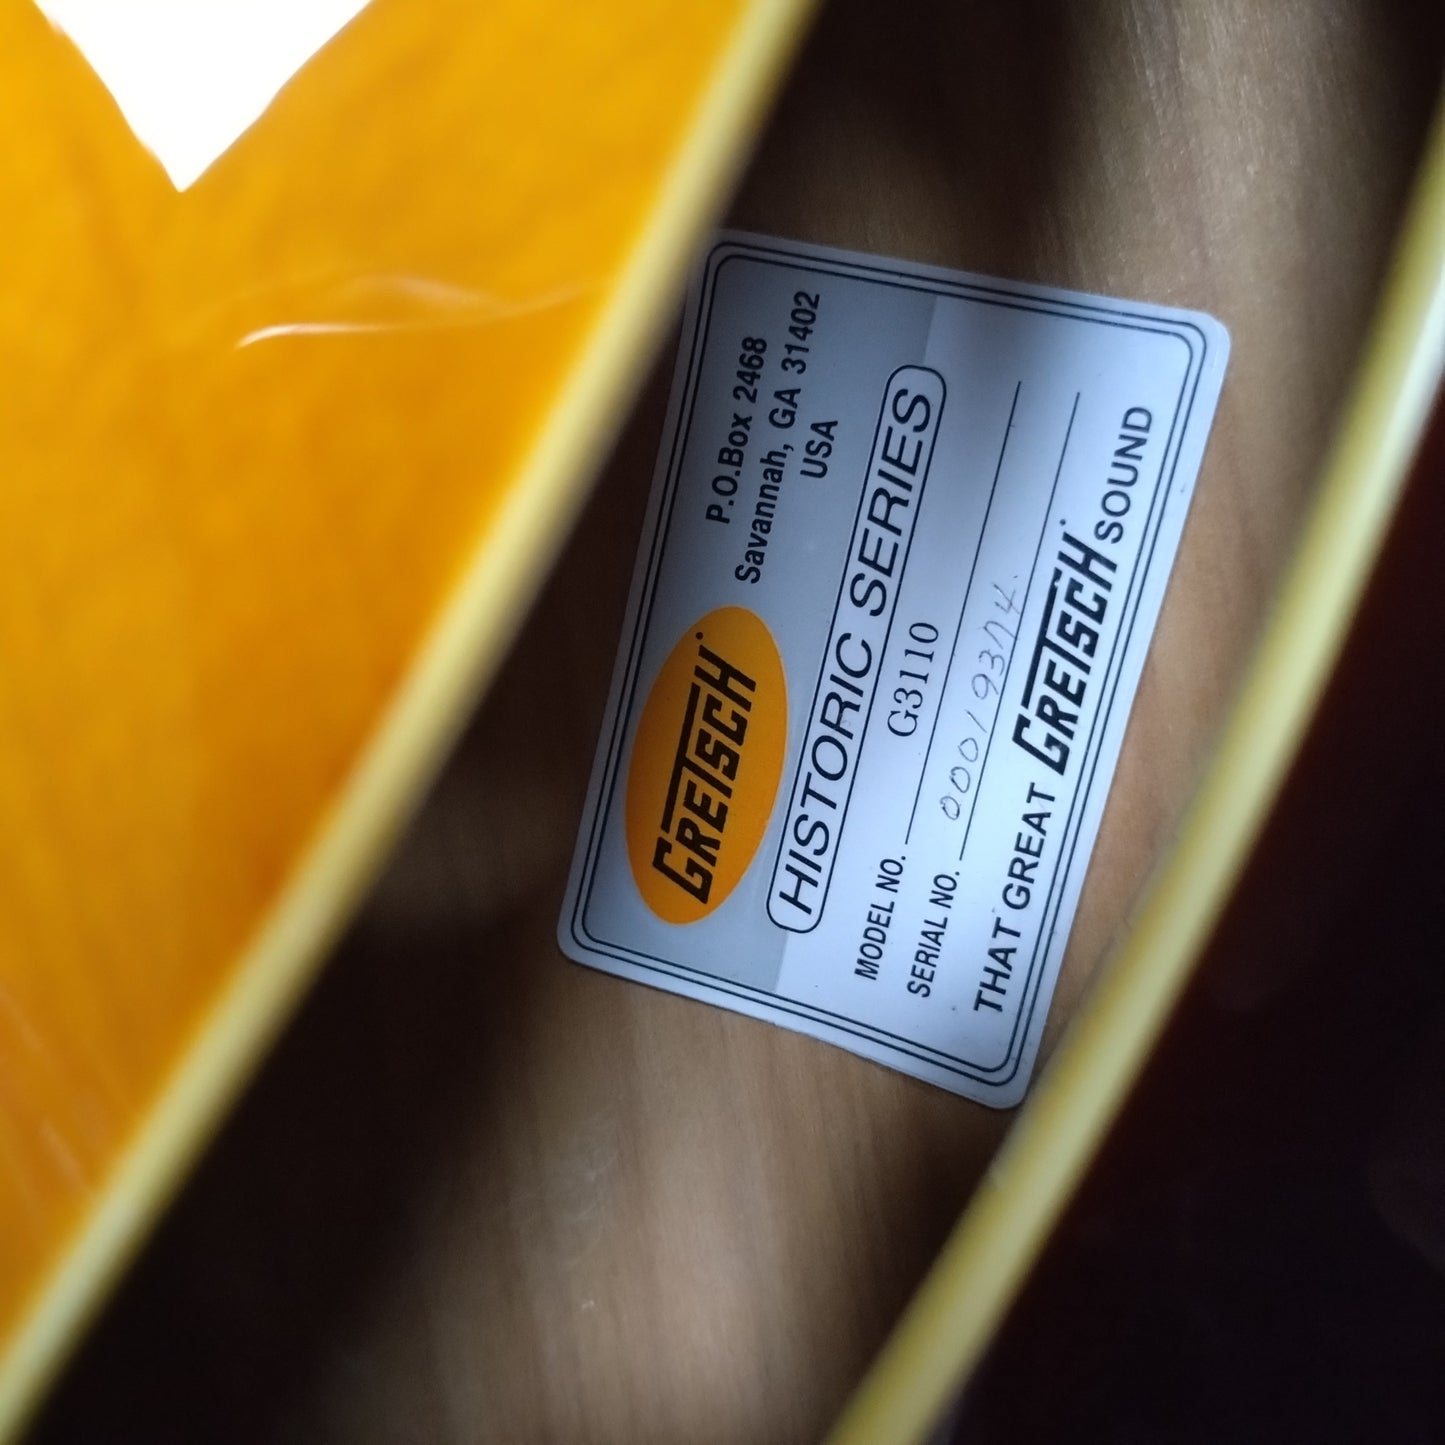 GRETSCH
P.O.Box 2468
Savannah, GA 31402
USA
HISTORIC SERIES
MODEL NO. G3110
SERIAL NO.
THAT GREAT GRETSCH SOUND